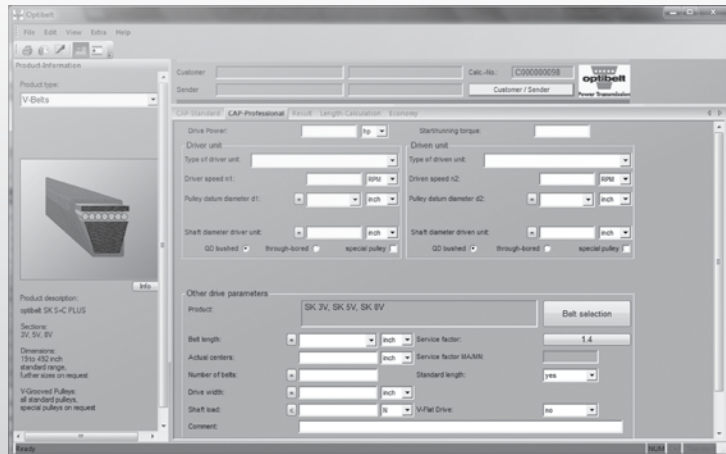 Optibelt
File Edit View Extra Help
Product-Information
Product type:
V-Belts
Info
Product description:
optibelt SK S=C PLUS
Sections:
3V, 5V, 8V
Dimensions:
19 to 492 inch
standard range,
further sizes on request
V-Grooved Pulleys:
all standard pulleys,
special pulleys on request
Customer
Calc.-No.: C000000098
Sender
Customer / Sender
optibelt
Power Transmission
CAP-Standard CAP-Professional Result Length-Calculation Economy
Drive Power: hp Start/running torque:
Driver unit Driven unit
Type of driver unit: Type of driven unit:
Driver speed n1: RPM Driven speed n2: RPM
Pulley datum diameter d1: = inch Pulley datum diameter d2: = inch
Shaft diameter driver unit: = inch Shaft diameter driven unit: = inch
QD bushed through-bored special pulley QD bushed through-bored special pulley
Other drive parameters
Product: SK 3V, SK 5V, SK 8V Belt selection
Belt length: = inch Service factor: 1.4
Actual centers: inch Service factor MA/MN:
Number of belts: = Standard length: yes
Drive width: = inch
Shaft load: < N V-Flat Drive: no
Comment:
Ready NUM